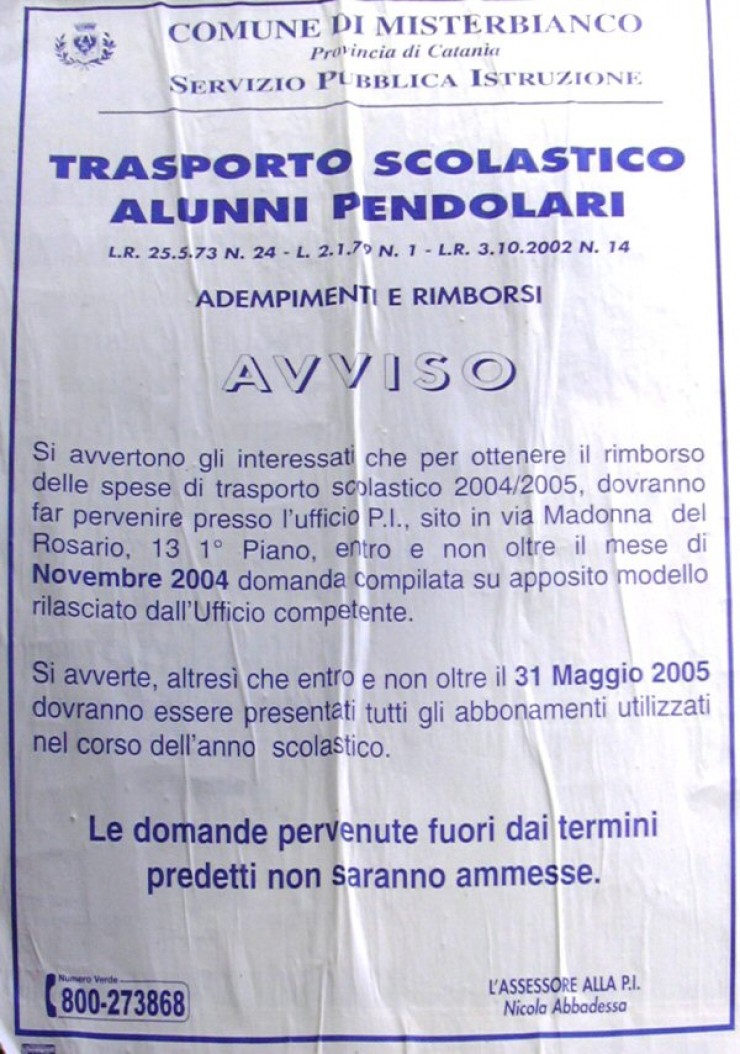 COMUNE DI MISTERBIANCO
Provincia di Catania
SERVIZIO PUBBLICA ISTRUZIONE
TRASPORTO SCOLASTICO
ALUNNI PENDOLARI
L.R. 25.5.73 N. 24 - L. 2.1.79 N. 1 - L.R. 3.10.2002 N. 14
ADEMPIMENTI E RIMBORSI
AVVISO
Si avvertono gli interessati che per ottenere il rimborso
delle spese di trasporto scolastico 2004/2005, dovranno
far pervenire presso l'ufficio P.I., sito in via Madonna del
Rosario, 13 1° Piano, entro e non oltre il mese di
Novembre 2004 domanda compilata su apposito modello
rilasciato dall'Ufficio competente.
Si avverte, altresì che entro e non oltre il 31 Maggio 2005
dovranno essere presentati tutti gli abbonamenti utilizzati
nel corso dell'anno scolastico.
Le domande pervenute fuori dai termini
predetti non saranno ammesse.
Numero Verde
800-273868
L'ASSESSORE ALLA P.I.
Nicola Abbadessa